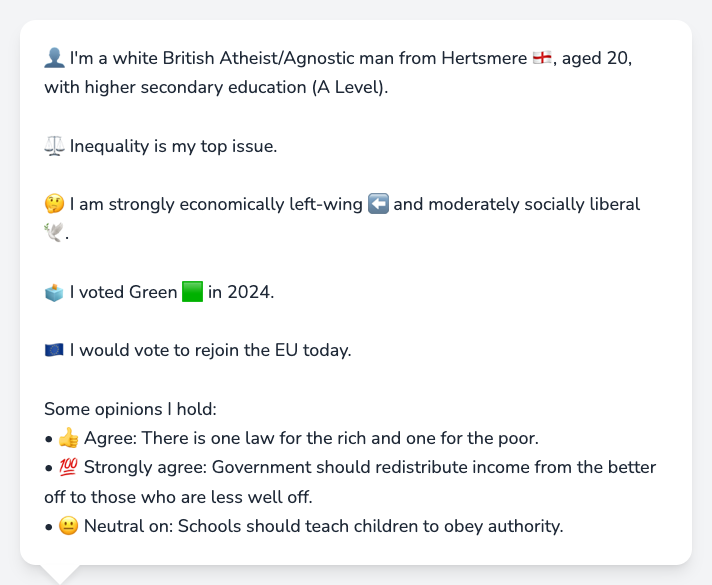 👤 I'm a white British Atheist/Agnostic man from Hertsmere 🏴󠁧󠁢󠁥󠁮󠁧󠁿, aged 20,
with higher secondary education (A Level).
⚖️ Inequality is my top issue.
🤔 I am strongly economically left-wing ⬅️ and moderately socially liberal
🕊️.
🗳️ I voted Green 🟩 in 2024.
🇪🇺 I would vote to rejoin the EU today.
Some opinions I hold:
• 👍 Agree: There is one law for the rich and one for the poor.
• 💯 Strongly agree: Government should redistribute income from the better
off to those who are less well off.
• 😐 Neutral on: Schools should teach children to obey authority.